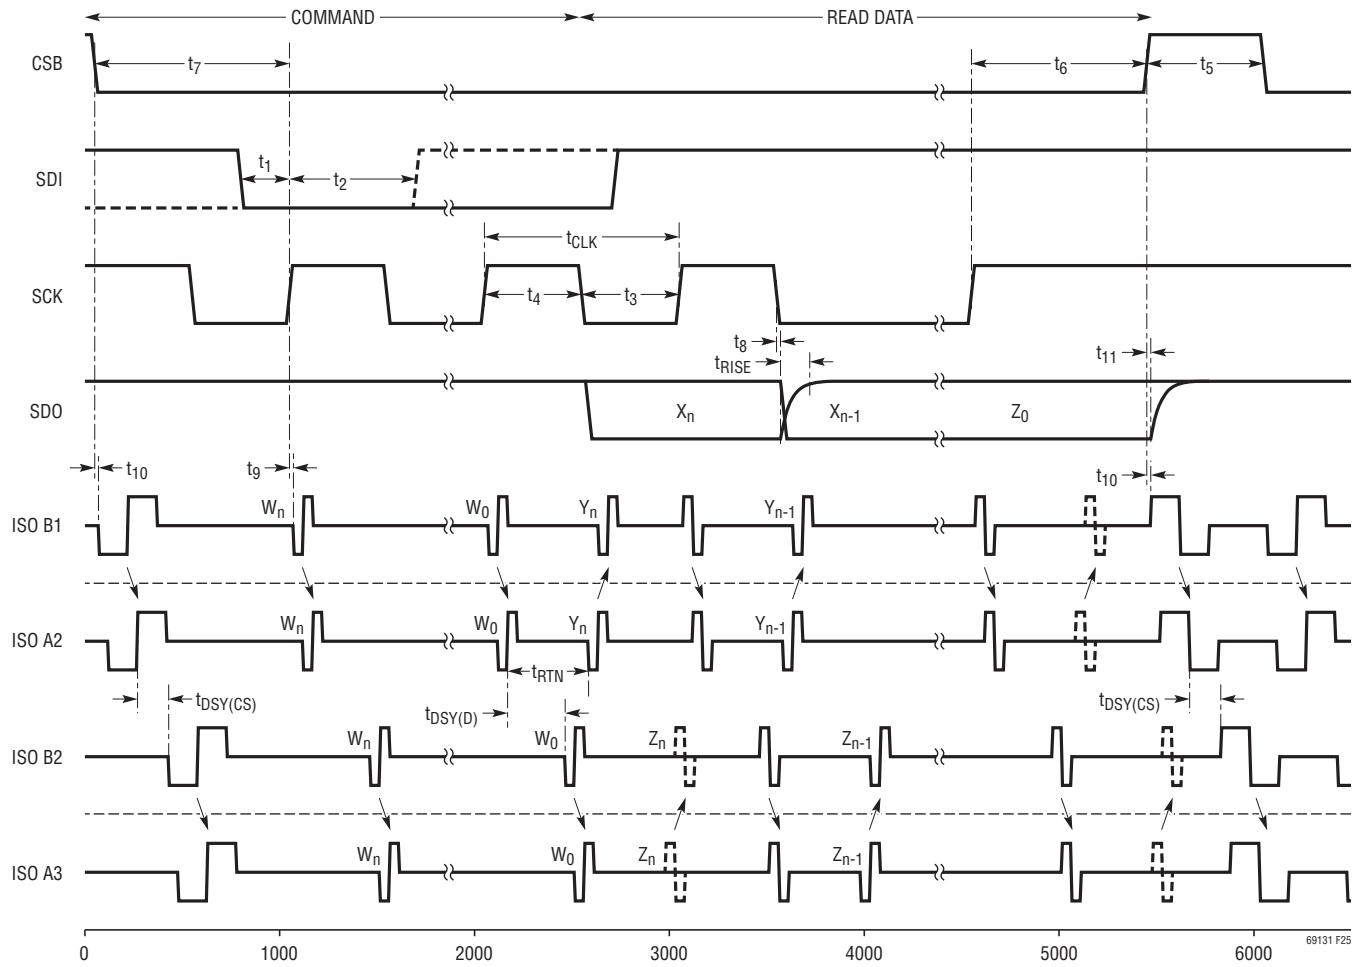 COMMAND READ DATA
CSB t7 t6 t5
SDI t1 t2
tCLK
SCK t4 t3
t8
tRISE t11
SDO Xn Xn-1 Z0
t10 t9 t10
Wn W0 Yn Yn-1
ISO B1
ISO A2 Wn W0 Yn Yn-1
tRTN
tDSY(CS) tDSY(D) tDSY(CS)
Wn W0 Zn Zn-1
ISO B2
Wn W0 Zn Zn-1
ISO A3
69131 F25
0 1000 2000 3000 4000 5000 6000